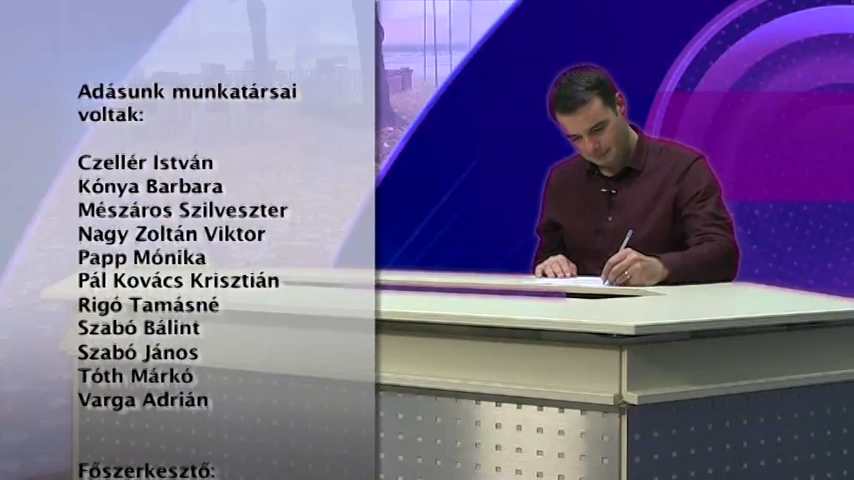 Adásunk munkatársai
voltak:
Czellér István
Kónya Barbara
Mészáros Szilveszter
Nagy Zoltán Viktor
Papp Mónika
Pál Kovács Krisztián
Rigó Tamásné
Szabó Bálint
Szabó János
Tóth Márkó
Varga Adrián
Főszerkesztő: